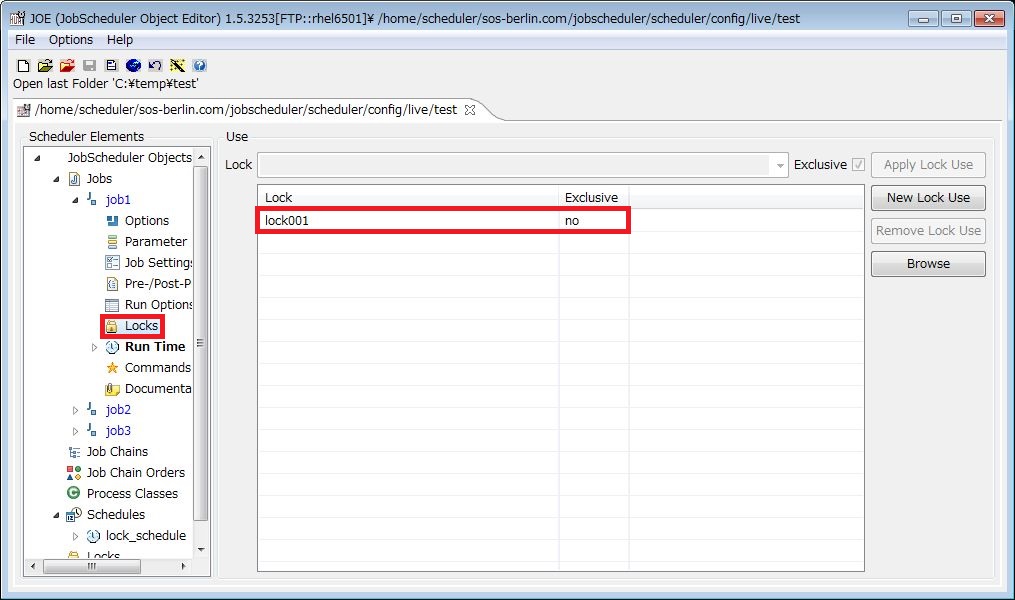 JOE (JobScheduler Object Editor) 1.5.3253[FTP::rhel6501]¥ /home/scheduler/sos-berlin.com/jobscheduler/scheduler/config/live/test
File Options Help
Open last Folder 'C:¥temp¥test'
/home/scheduler/sos-berlin.com/jobscheduler/scheduler/config/live/test
Scheduler Elements
JobScheduler Objects
Jobs
job1
Options
Parameter
Job Settings
Pre-/Post-P
Run Options
Locks
Run Time
Commands
Documenta
job2
job3
Job Chains
Job Chain Orders
Process Classes
Schedules
lock_schedule
Locks
Use
Lock Exclusive Apply Lock Use
Lock Exclusive New Lock Use
lock001 no
Remove Lock Use
Browse